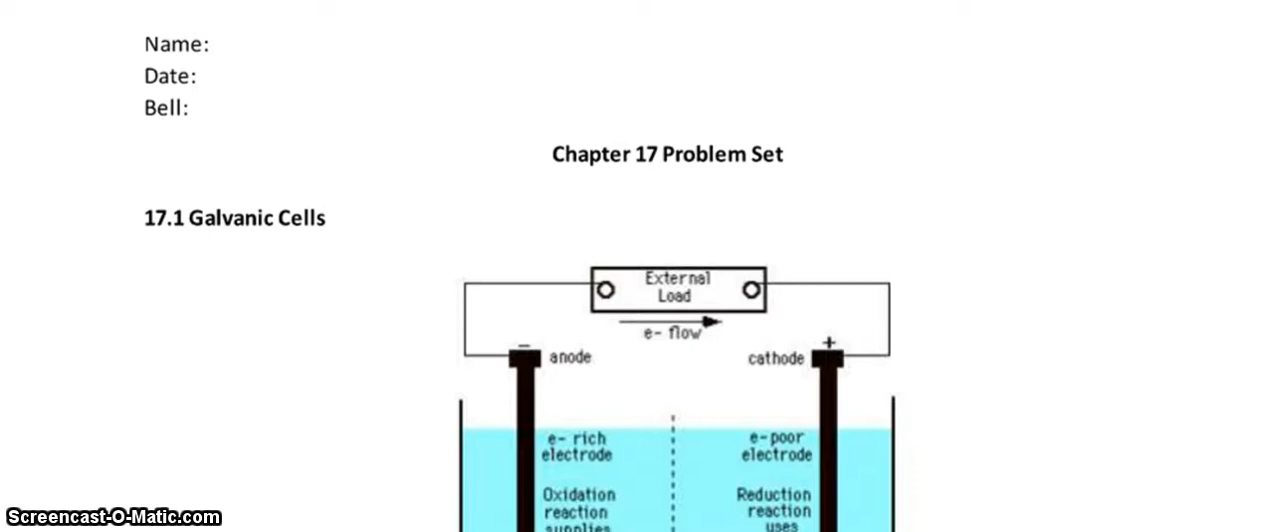 Name:
Date:
Bell:
Chapter 17 Problem Set
17.1 Galvanic Cells
External
Load
e- flow
− anode
cathode +
e- rich
electrode
e-poor
electrode
Oxidation
reaction
supplies
Reduction
reaction
uses
Screencast-O-Matic.com